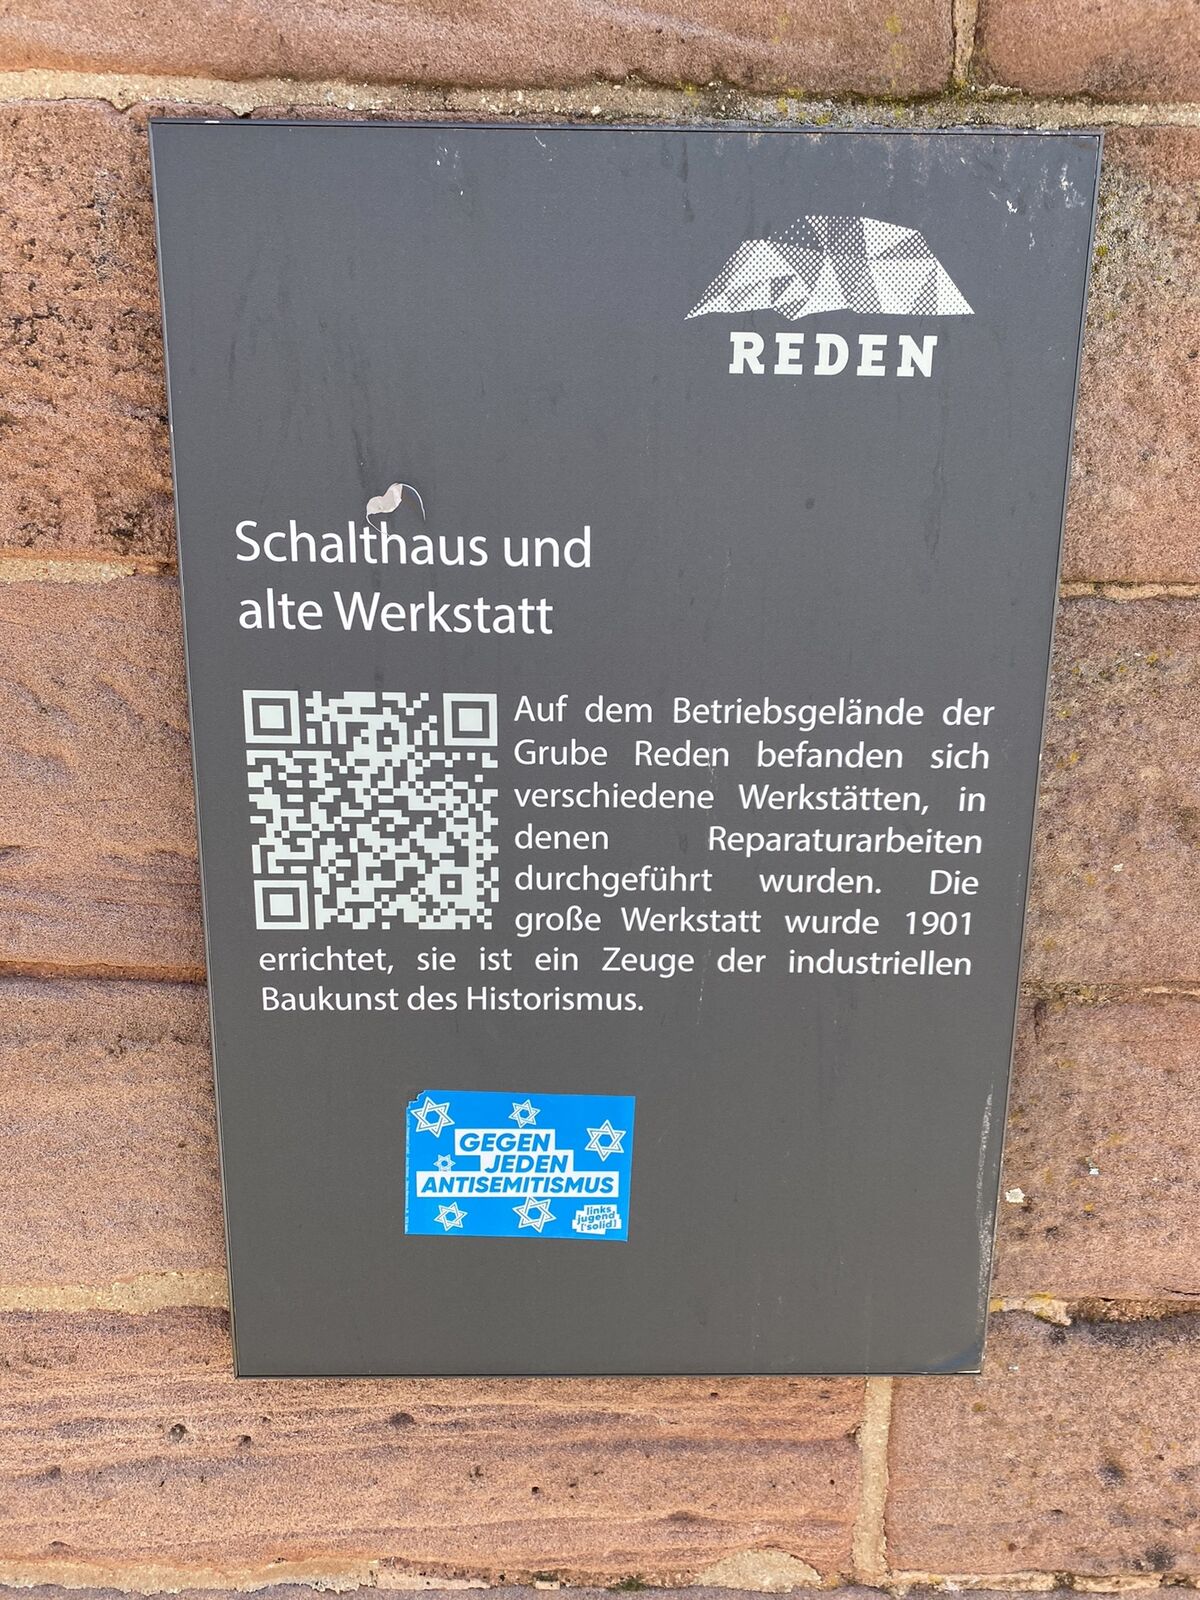 REDEN
Schalthaus und
alte Werkstatt
Auf dem Betriebsgelände der
Grube Reden befanden sich
verschiedene Werkstätten, in
denen Reparaturarbeiten
durchgeführt wurden. Die
große Werkstatt wurde 1901
errichtet, sie ist ein Zeuge der industriellen
Baukunst des Historismus.
GEGEN
JEDEN
ANTISEMITISMUS
links
jugend
['solid]